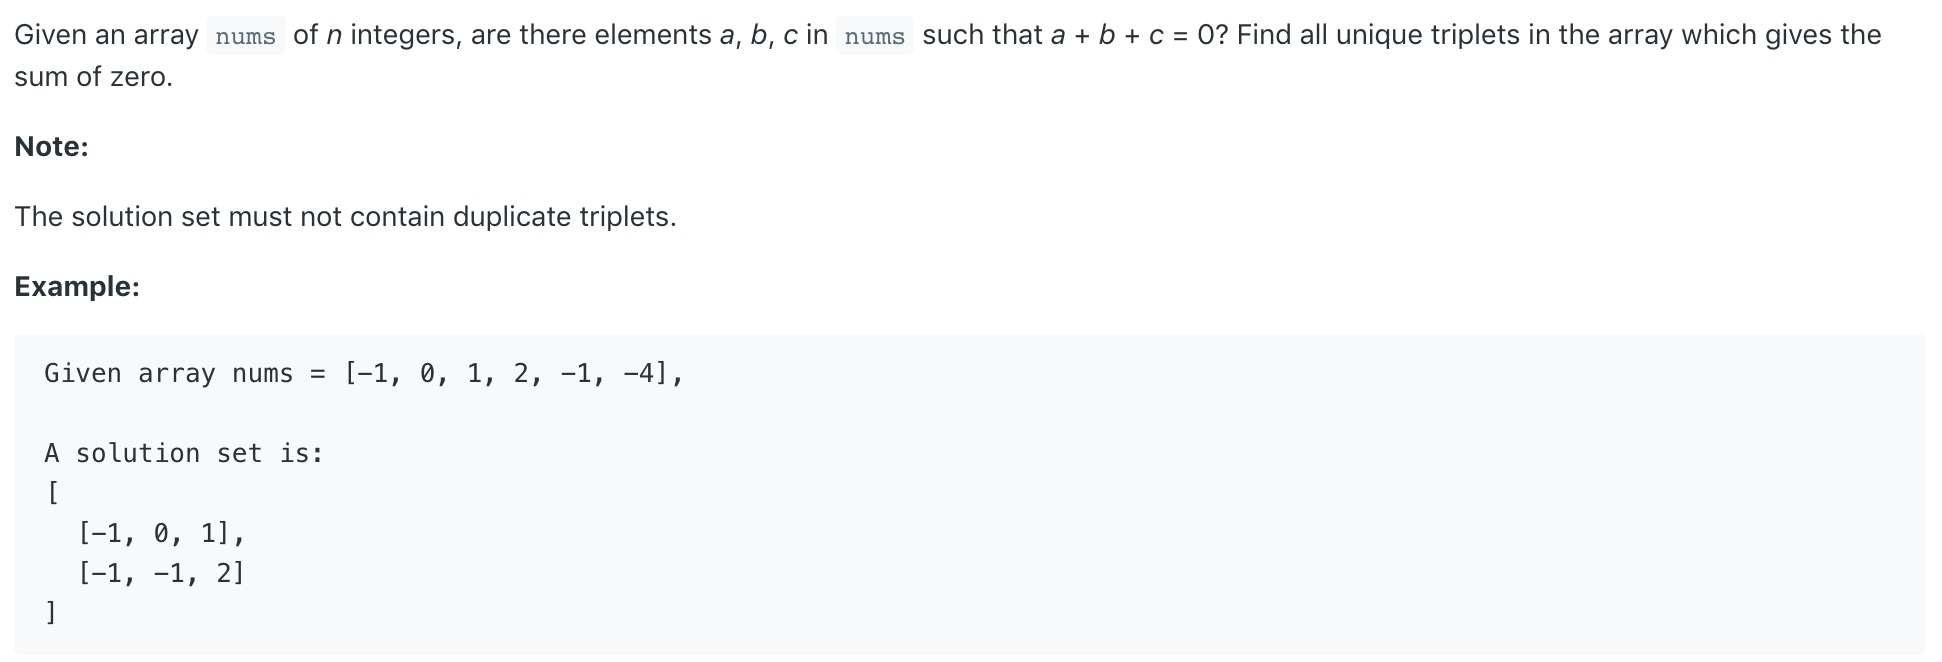 Given an array nums of n integers, are there elements a, b, c in nums such that a + b + c = 0? Find all unique triplets in the array which gives the
sum of zero.
Note:
The solution set must not contain duplicate triplets.
Example:
Given array nums = [-1, 0, 1, 2, -1, -4],
A solution set is:
[
  [-1, 0, 1],
  [-1, -1, 2]
]